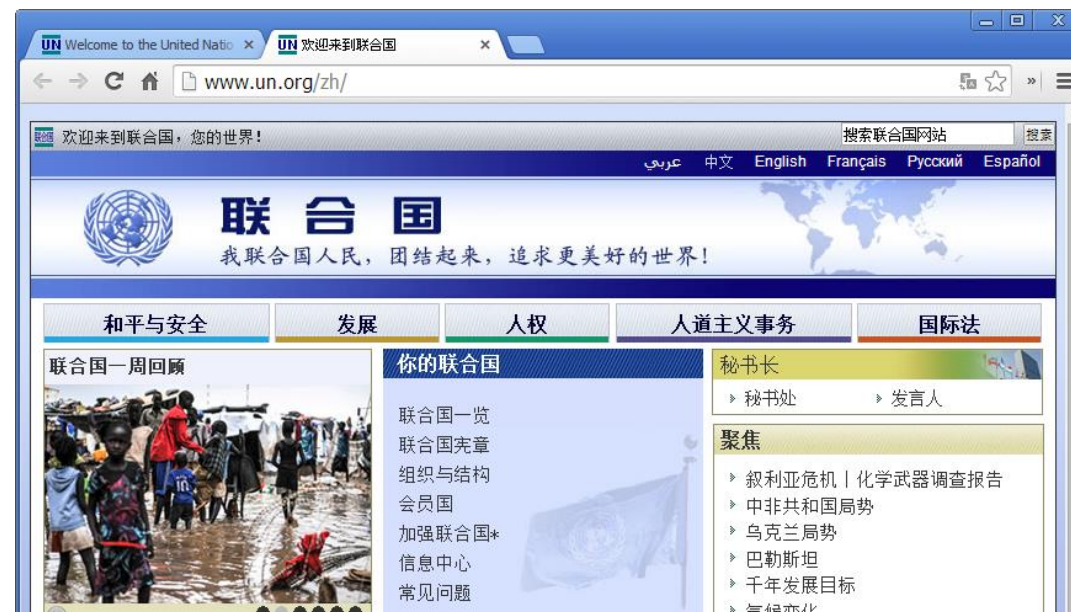 UN Welcome to the United Natio
UN 欢迎来到联合国
www.un.org/zh/
欢迎来到联合国，您的世界！
搜索联合国网站
搜索
عربي 中文 English Français Русский Español
联合国
我联合国人民，团结起来，追求更美好的世界！
和平与安全 发展 人权 人道主义事务 国际法
联合国一周回顾
你的联合国
联合国一览
联合国宪章
组织与结构
会员国
加强联合国*
信息中心
常见问题
秘书长
秘书处 发言人
聚焦
叙利亚危机丨化学武器调查报告
中非共和国局势
乌克兰局势
巴勒斯坦
千年发展目标
气候变化